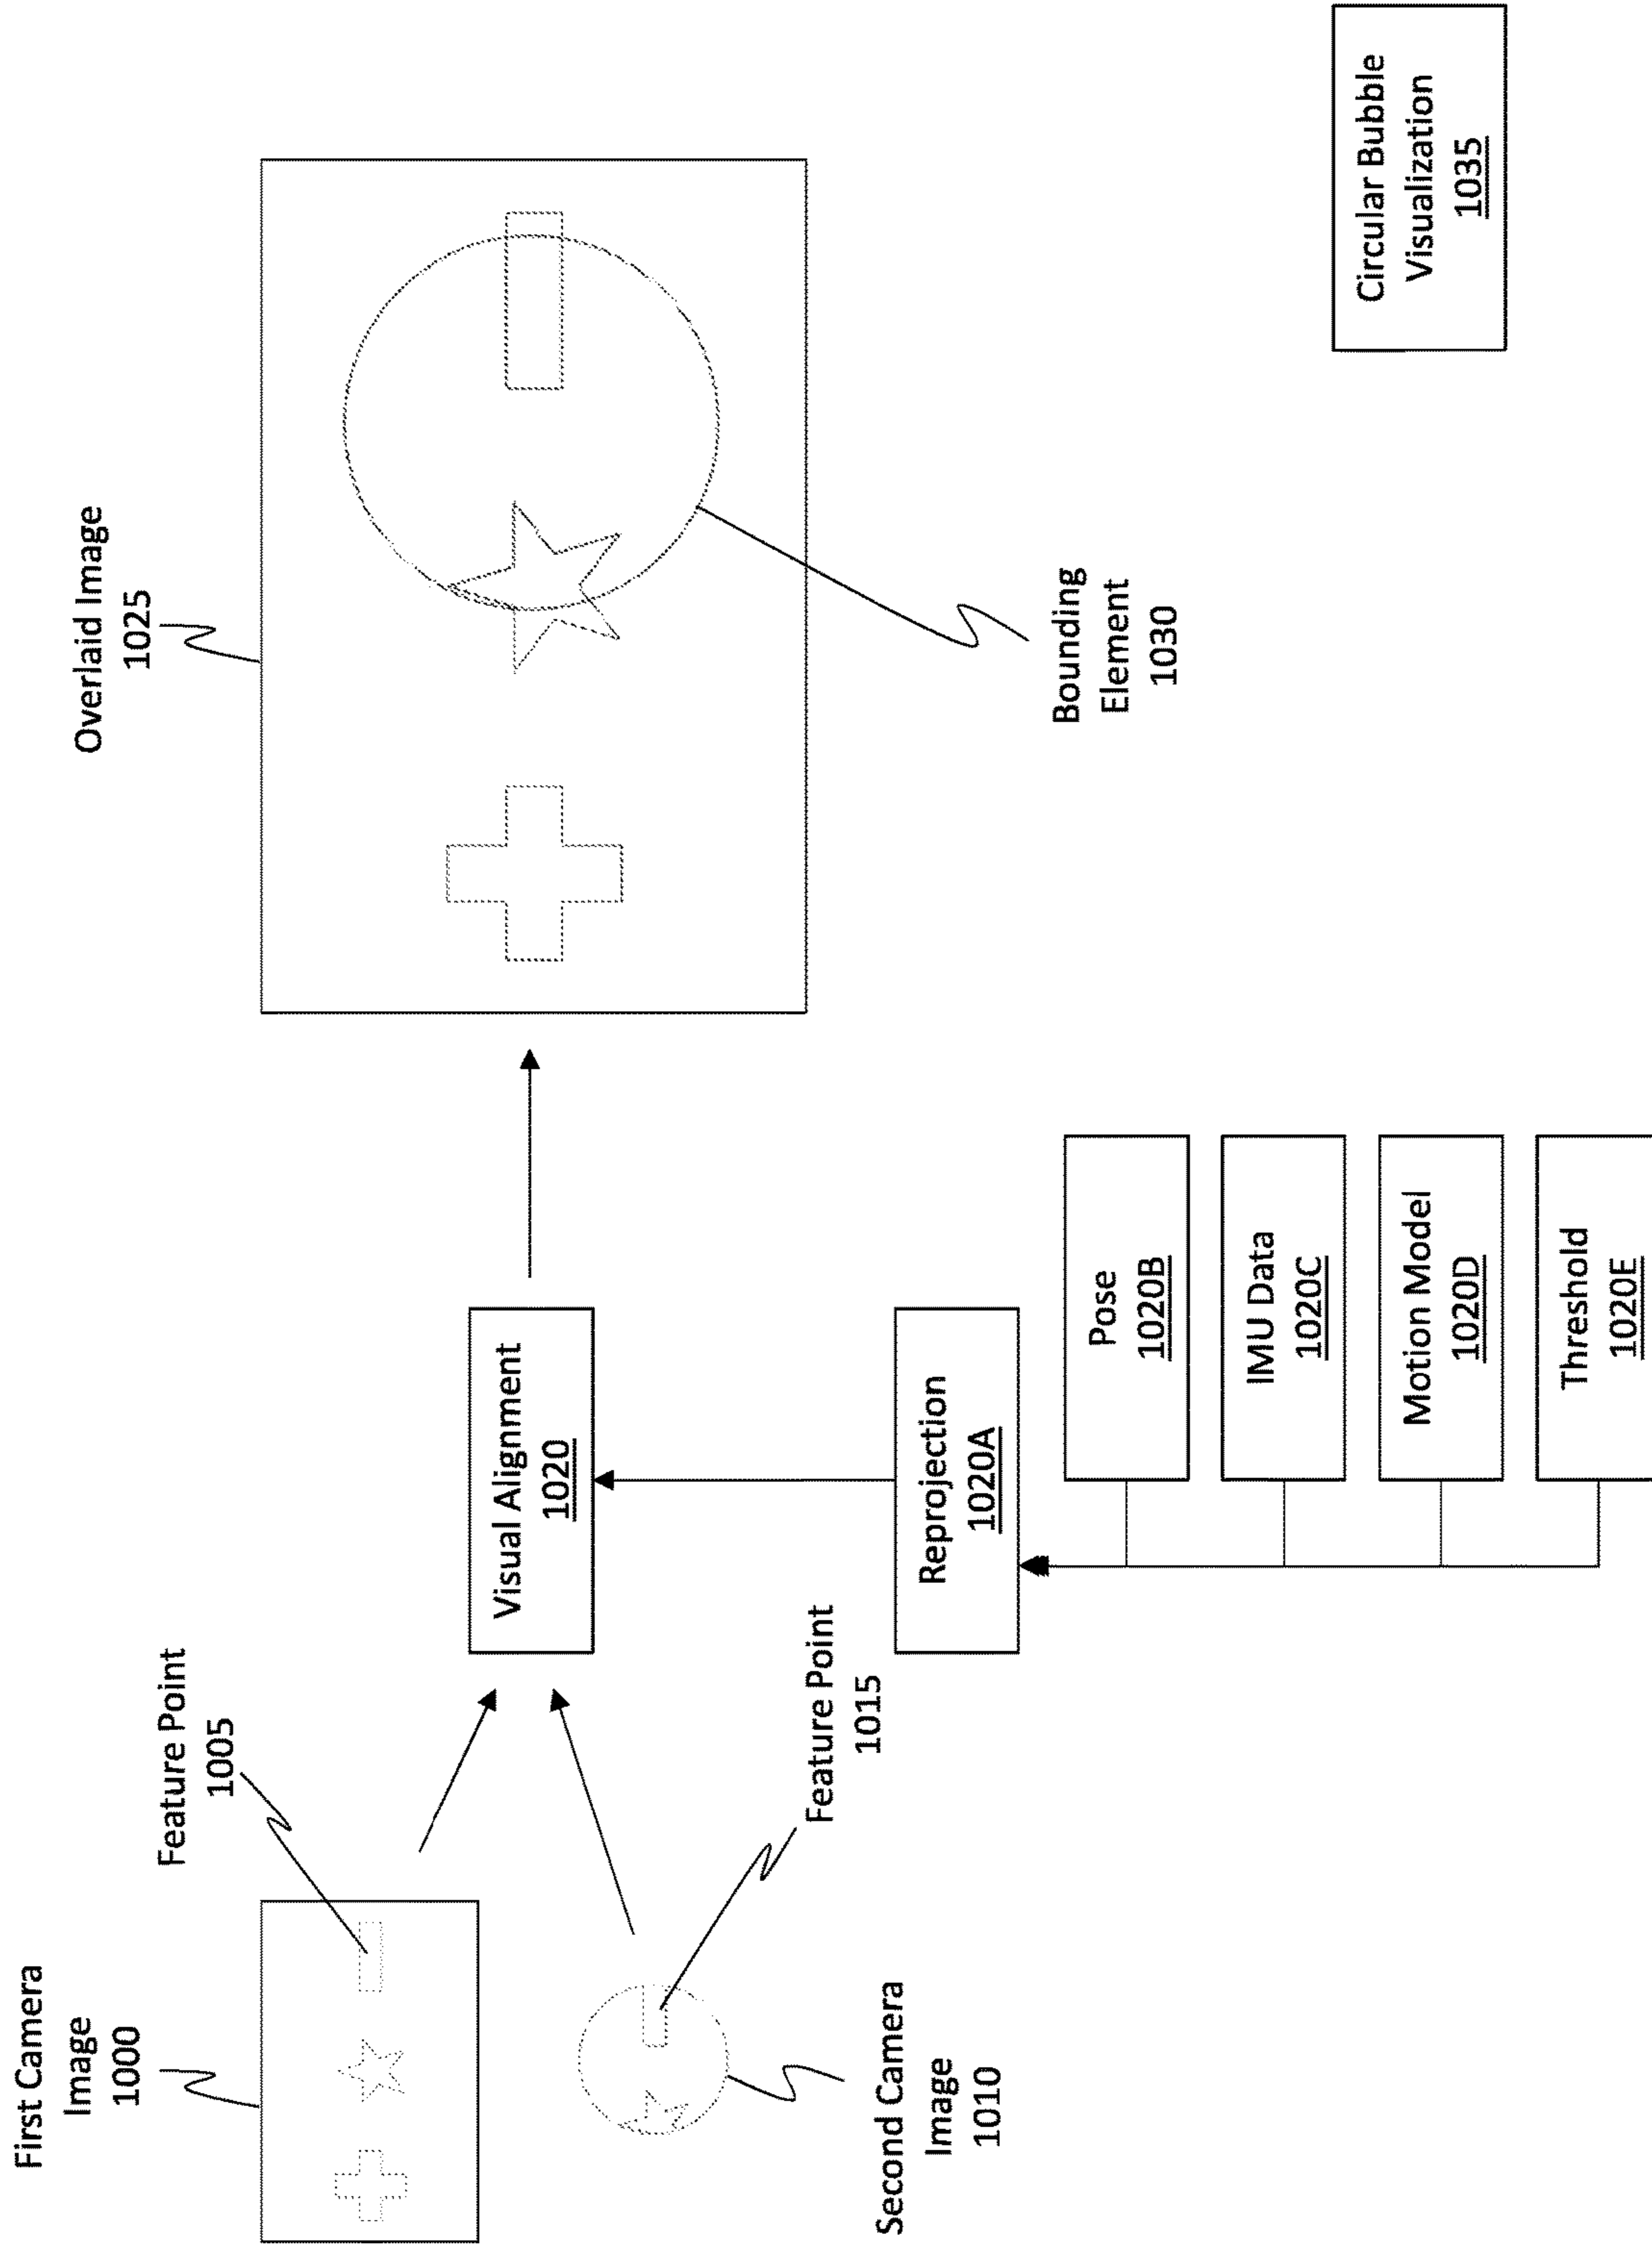 First Camera
Image
1000
Feature Point
1005
Second Camera
Image
1010
Feature Point
1015
Visual Alignment
1020
Reprojection
1020A
Pose
1020B
IMU Data
1020C
Motion Model
1020D
Threshold
1020E
Overlaid Image
1025
Bounding
Element
1030
Circular Bubble
Visualization
1035